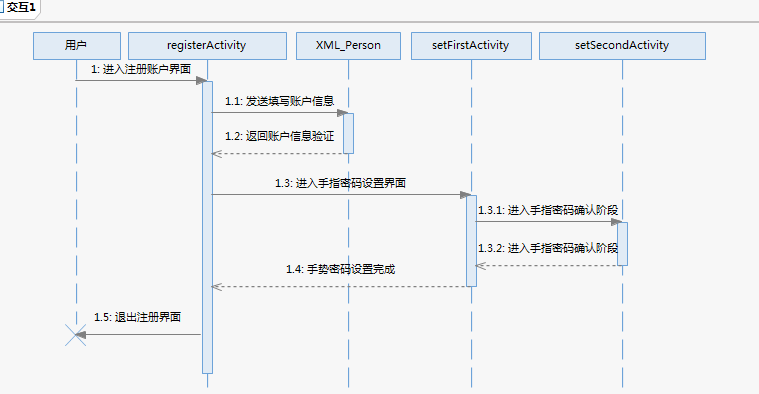 交互1
用户
registerActivity
XML_Person
setFirstActivity
setSecondActivity
1: 进入注册账户界面
1.1: 发送填写账户信息
1.2: 返回账户信息验证
1.3: 进入手指密码设置界面
1.3.1: 进入手指密码确认阶段
1.3.2: 进入手指密码确认阶段
1.4: 手势密码设置完成
1.5: 退出注册界面